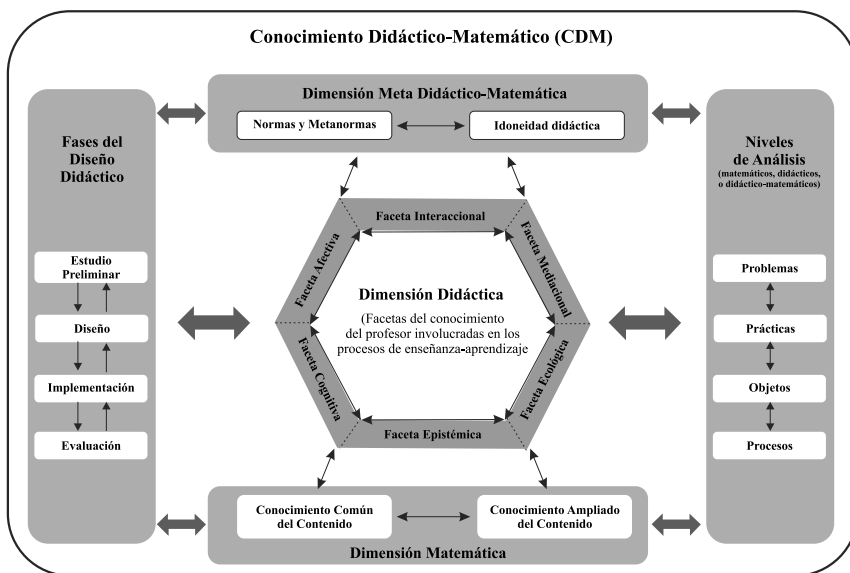 Conocimiento Didáctico-Matemático (CDM)
Dimensión Meta Didáctico-Matemática
Normas y Metanormas
Idoneidad didáctica
Fases del
Diseño
Didáctico
Estudio
Preliminar
Diseño
Implementación
Evaluación
Faceta Interaccional
Faceta Afectiva
Faceta Mediacional
Dimensión Didáctica
(Facetas del conocimiento
del profesor involucradas en los
procesos de enseñanza-aprendizaje
Faceta Cognitiva
Faceta Ecológica
Faceta Epistémica
Niveles
de Análisis
(matemáticos, didácticos,
o didáctico-matemáticos)
Problemas
Prácticas
Objetos
Procesos
Conocimiento Común
del Contenido
Conocimiento Ampliado
del Contenido
Dimensión Matemática